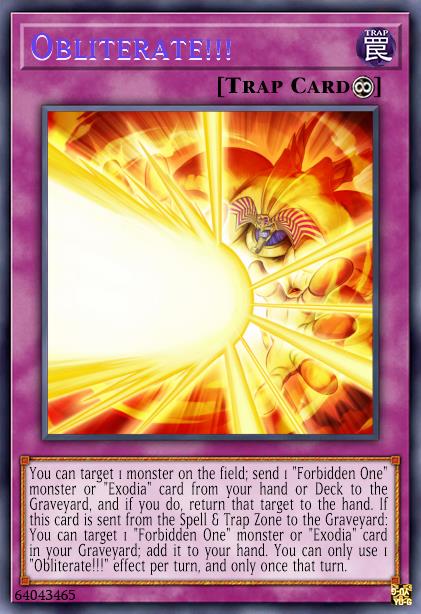 OBLITERATE!!!
TRAP
罠
[TRAP CARD]
You can target 1 monster on the field; send 1 "Forbidden One"
monster or "Exodia" card from your hand or Deck to the
Graveyard, and if you do, return that target to the hand. If
this card is sent from the Spell & Trap Zone to the Graveyard:
You can target 1 "Forbidden One" monster or "Exodia" card
in your Graveyard; add it to your hand. You can only use 1
"Obliterate!!!" effect per turn, and only once that turn.
64043465